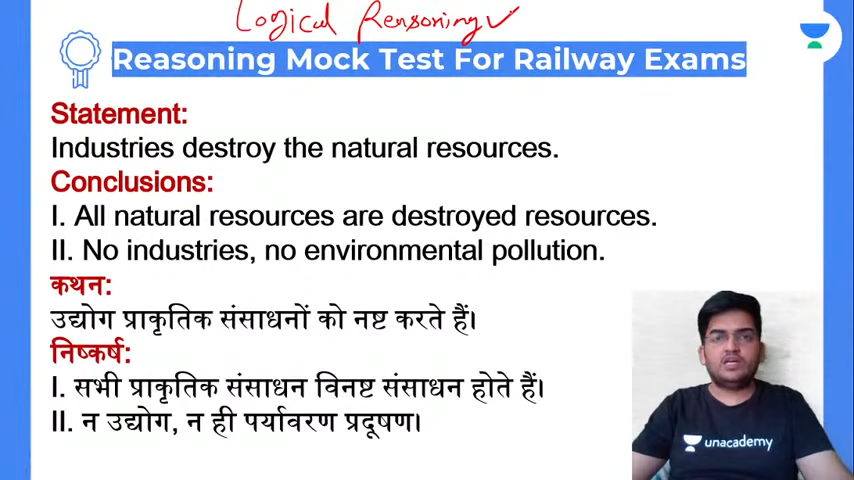 Logical Reasoning
Reasoning Mock Test For Railway Exams
Statement:
Industries destroy the natural resources.
Conclusions:
I. All natural resources are destroyed resources.
II. No industries, no environmental pollution.
कथन:
उद्योग प्राकृतिक संसाधनों को नष्ट करते हैं।
निष्कर्ष:
I. सभी प्राकृतिक संसाधन विनष्ट संसाधन होते हैं।
II. न उद्योग, न ही पर्यावरण प्रदूषण।
unacademy